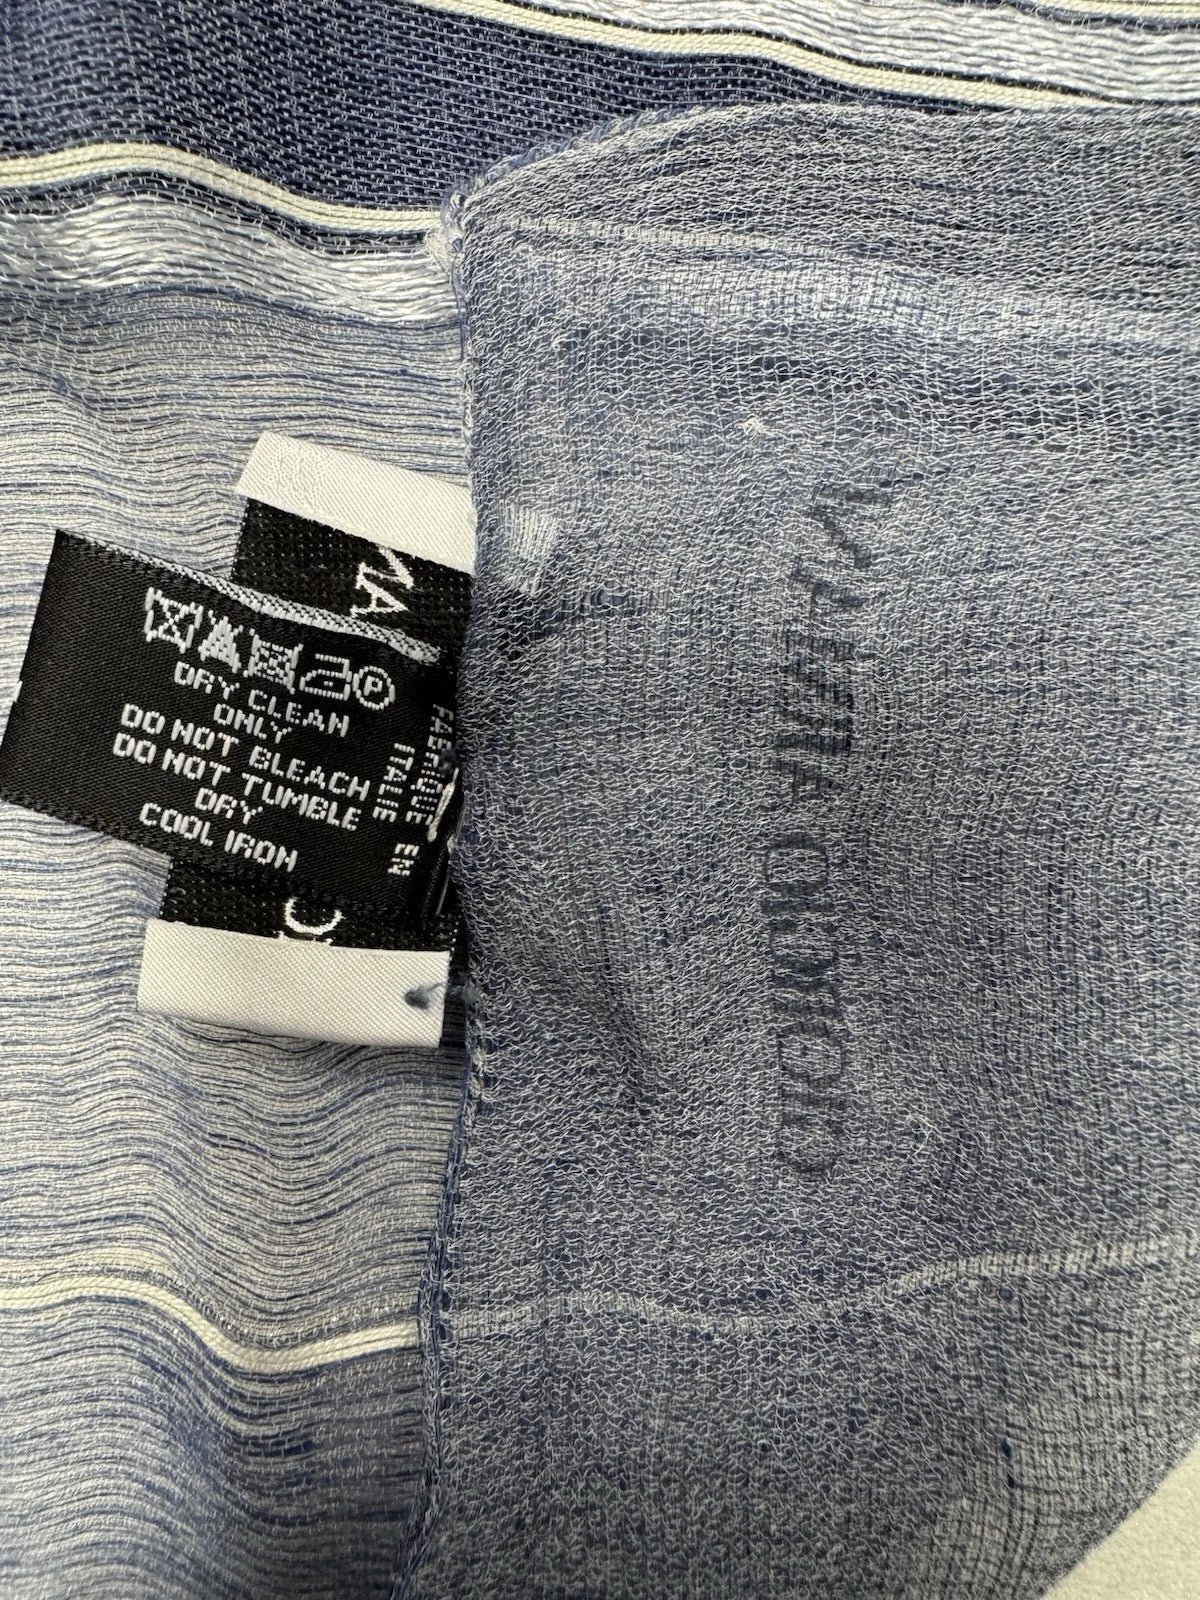 P
DRY CLEAN
ONLY
DO NOT BLEACH
DO NOT TUMBLE
DRY
COOL IRON
FABRIQUE EN
ITALIE